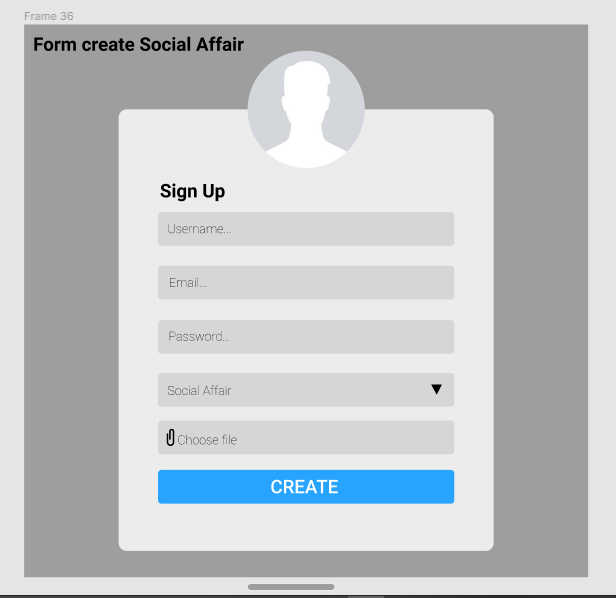 Frame 36
Form create Social Affair
Sign Up
Username...
Email...
Password...
Social Affair
Choose file
CREATE